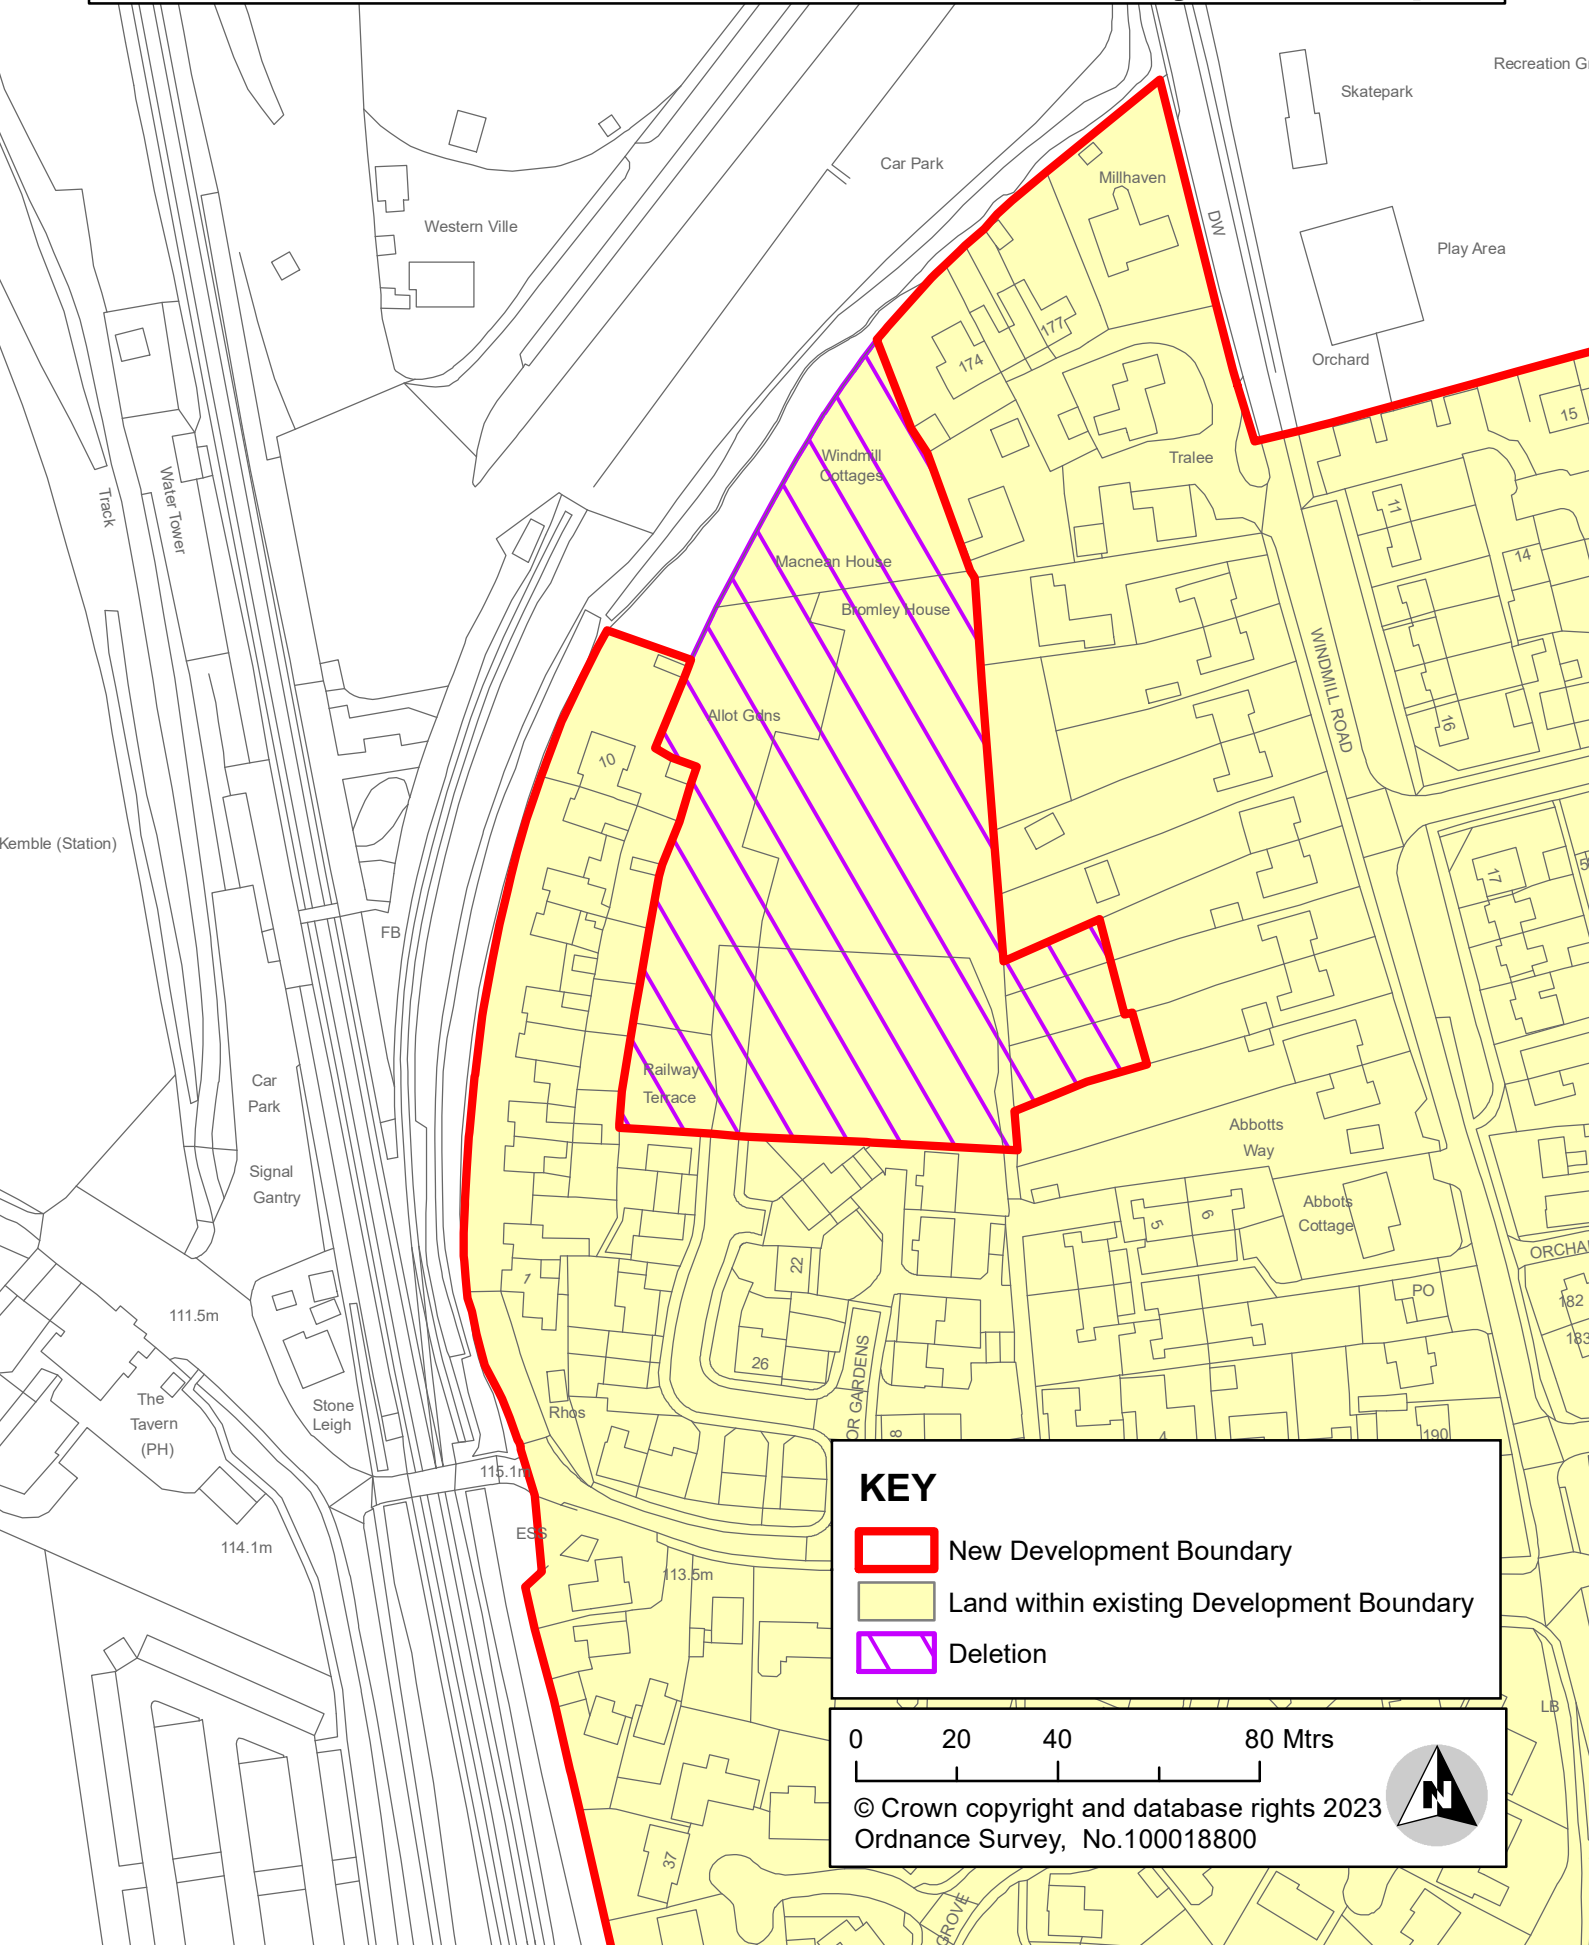 Skatepark
Car Park
Millhaven
Western Ville
DW
Play Area
177
174
Orchard
15
Windmill
Cottages
Tralee
Track
Water Tower
11
14
Macnean House
Bromley House
WINDMILL ROAD
Allot Gdns
16
10
Kemble (Station)
17
FB
Car
Park
Railway
Terrace
Abbotts
Way
Signal
Gantry
Abbots
Cottage
5
6
22
1
PO
182
183
111.5m
26
The
Tavern
(PH)
Stone
Leigh
Rhos
OR GARDENS
8
4
190
115.1m
ESS
114.1m
113.5m
KEY
New Development Boundary
Land within existing Development Boundary
Deletion
LB
0 20 40 80 Mtrs
N
© Crown copyright and database rights 2023
Ordnance Survey, No.100018800
37
GROVE